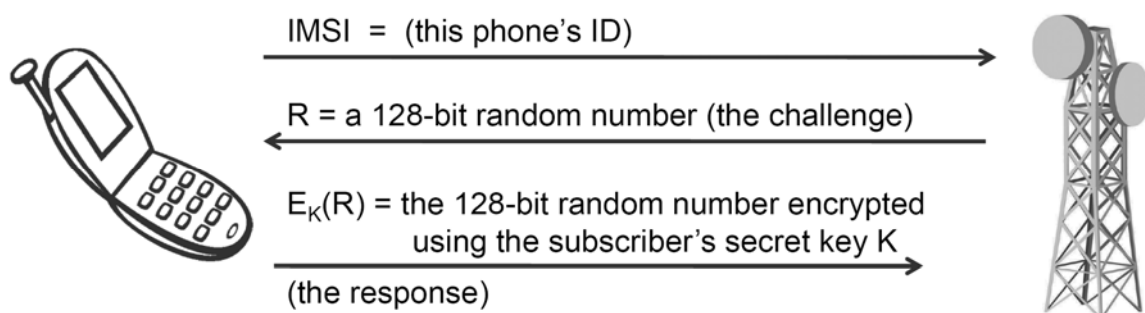 IMSI = (this phone's ID)
R = a 128-bit random number (the challenge)
E_K(R) = the 128-bit random number encrypted
using the subscriber's secret key K
(the response)